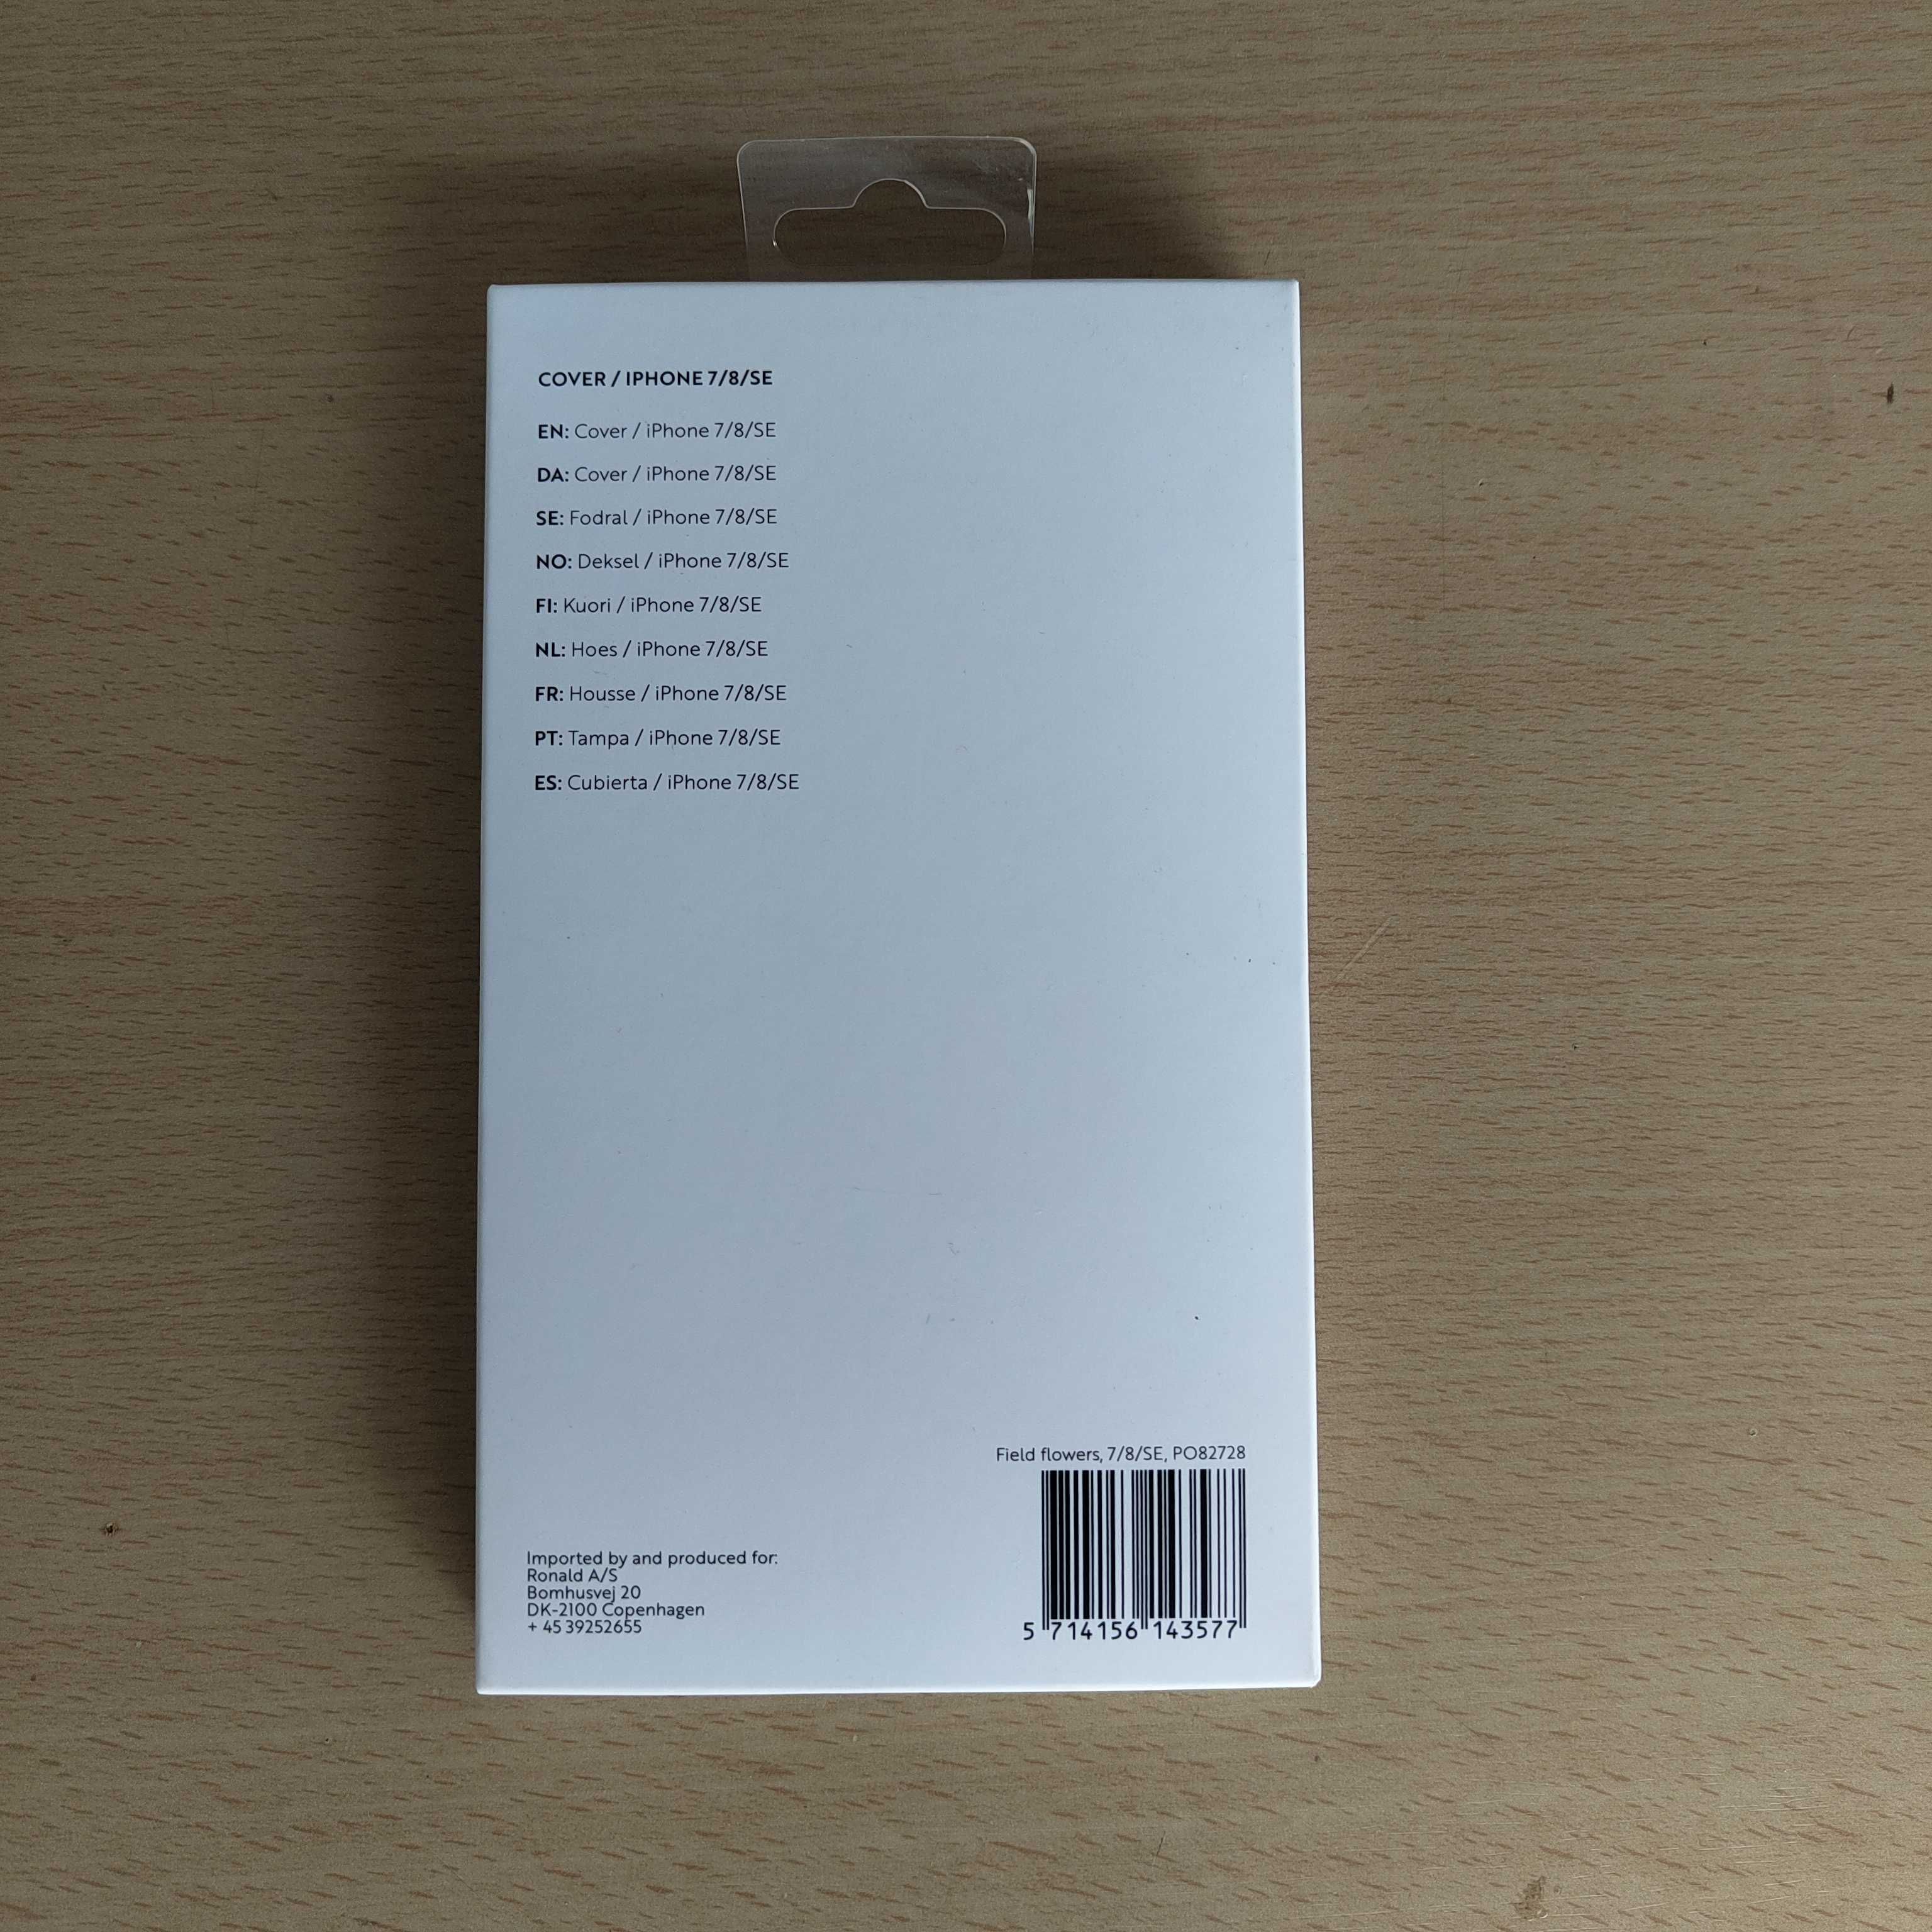 COVER / IPHONE 7/8/SE
EN: Cover / iPhone 7/8/SE
DA: Cover / iPhone 7/8/SE
SE: Fodral / iPhone 7/8/SE
NO: Deksel / iPhone 7/8/SE
FI: Kuori / iPhone 7/8/SE
NL: Hoes / iPhone 7/8/SE
FR: Housse / iPhone 7/8/SE
PT: Tampa / iPhone 7/8/SE
ES: Cubierta / iPhone 7/8/SE
Imported by and produced for:
Ronald A/S
Bomhusvej 20
DK-2100 Copenhagen
+ 45 39252655
Field flowers, 7/8/SE, PO82728
5 714156 143577